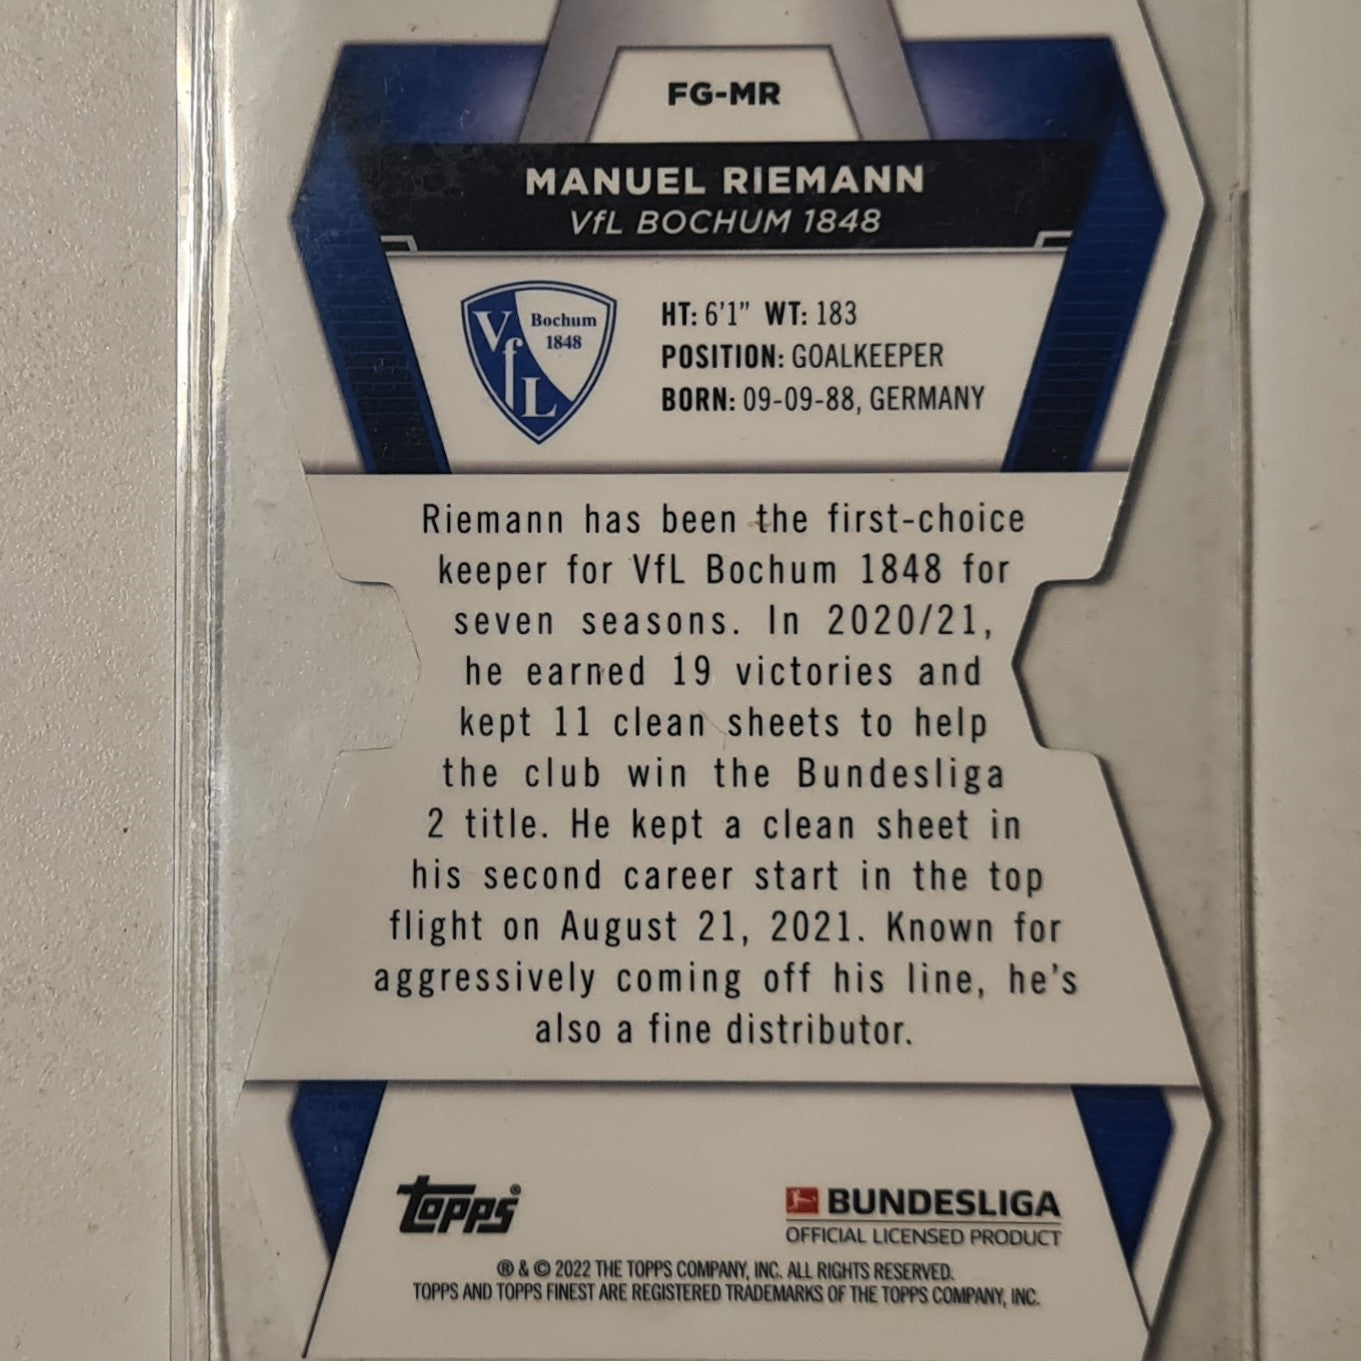 FG-MR
MANUEL RIEMANN
VfL BOCHUM 1848
VfL
Bochum
1848
HT: 6'1" WT: 183
POSITION: GOALKEEPER
BORN: 09-09-88, GERMANY
Riemann has been the first-choice
keeper for VfL Bochum 1848 for
seven seasons. In 2020/21,
he earned 19 victories and
kept 11 clean sheets to help
the club win the Bundesliga
2 title. He kept a clean sheet in
his second career start in the top
flight on August 21, 2021. Known for
aggressively coming off his line, he's
also a fine distributor.
Topps®
BUNDESLIGA
OFFICIAL LICENSED PRODUCT
® & © 2022 THE TOPPS COMPANY, INC. ALL RIGHTS RESERVED.
TOPPS AND TOPPS FINEST ARE REGISTERED TRADEMARKS OF THE TOPPS COMPANY, INC.